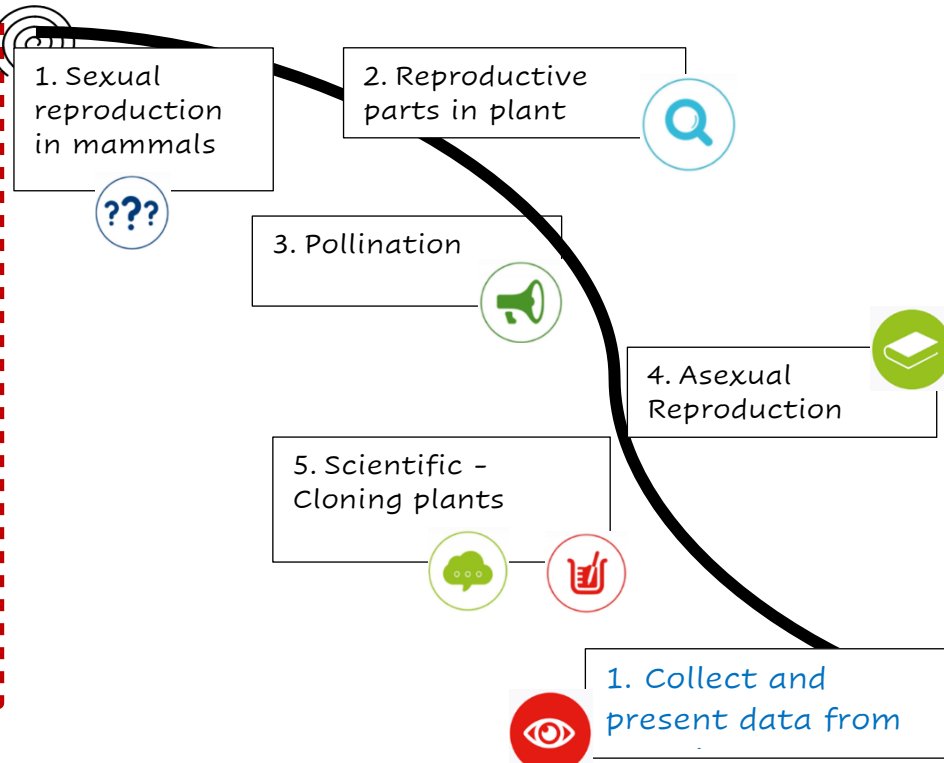 1. Sexual
reproduction
in mammals
2. Reproductive
parts in plant
???
3. Pollination
4. Asexual
Reproduction
5. Scientific -
Cloning plants
1. Collect and
present data from